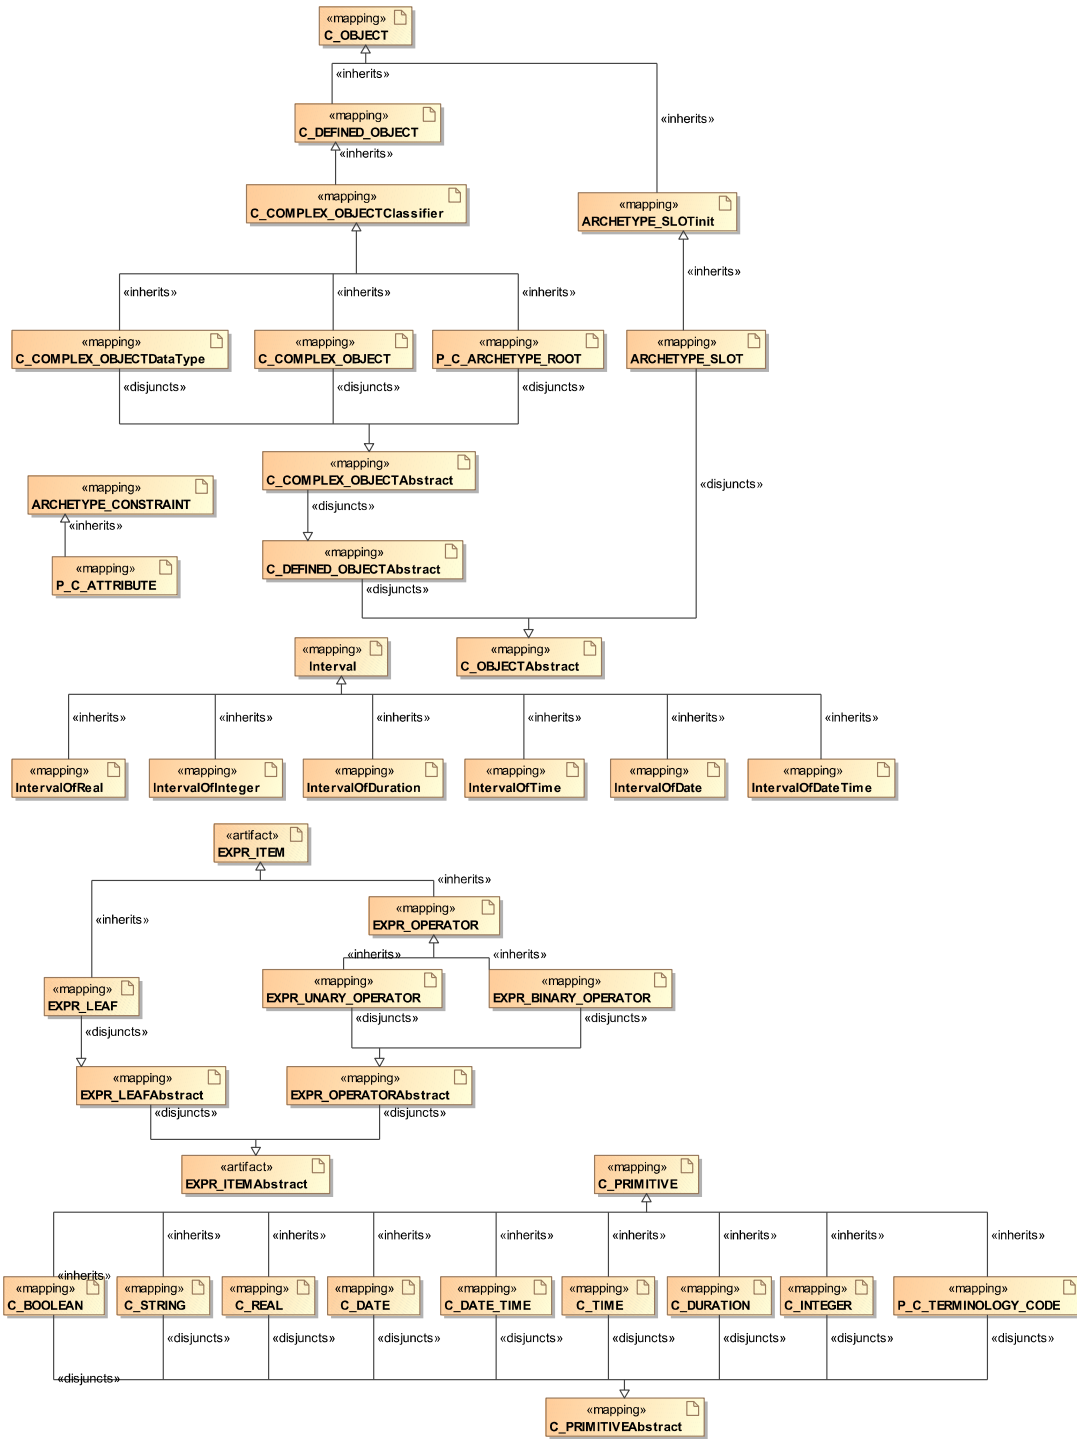 «mapping»
C_OBJECT
«inherits»
«mapping»
C_DEFINED_OBJECT
«inherits»
«inherits»
«mapping»
C_COMPLEX_OBJECTClassifier
«mapping»
ARCHETYPE_SLOTinit
«inherits»
«inherits» «inherits» «inherits»
«mapping» «mapping» «mapping» «mapping»
C_COMPLEX_OBJECTDataType C_COMPLEX_OBJECT P_C_ARCHETYPE_ROOT ARCHETYPE_SLOT
«disjuncts» «disjuncts» «disjuncts»
«mapping»
C_COMPLEX_OBJECTAbstract
«disjuncts»
«mapping»
ARCHETYPE_CONSTRAINT
«inherits»
«disjuncts»
«mapping»
C_DEFINED_OBJECTAbstract
«mapping»
P_C_ATTRIBUTE
«disjuncts»
«mapping»
Interval
«mapping»
C_OBJECTAbstract
«inherits» «inherits» «inherits» «inherits» «inherits» «inherits»
«mapping» «mapping» «mapping» «mapping» «mapping» «mapping»
IntervalOfReal IntervalOfInteger IntervalOfDuration IntervalOfTime IntervalOfDate IntervalOfDateTime
«artifact»
EXPR_ITEM
«inherits»
«mapping»
EXPR_OPERATOR
«inherits»
«inherits» «inherits»
«mapping» «mapping» «mapping»
EXPR_LEAF EXPR_UNARY_OPERATOR EXPR_BINARY_OPERATOR
«disjuncts» «disjuncts» «disjuncts»
«mapping» «mapping»
EXPR_LEAFAbstract EXPR_OPERATORAbstract
«disjuncts» «disjuncts»
«artifact»
EXPR_ITEMAbstract
«mapping»
C_PRIMITIVE
«inherits» «inherits» «inherits» «inherits» «inherits» «inherits» «inherits» «inherits»
«inherits»
«mapping» «mapping» «mapping» «mapping» «mapping» «mapping» «mapping» «mapping» «mapping»
C_BOOLEAN C_STRING C_REAL C_DATE C_DATE_TIME C_TIME C_DURATION C_INTEGER P_C_TERMINOLOGY_CODE
«disjuncts» «disjuncts» «disjuncts» «disjuncts» «disjuncts» «disjuncts» «disjuncts» «disjuncts»
«disjuncts»
«mapping»
C_PRIMITIVEAbstract